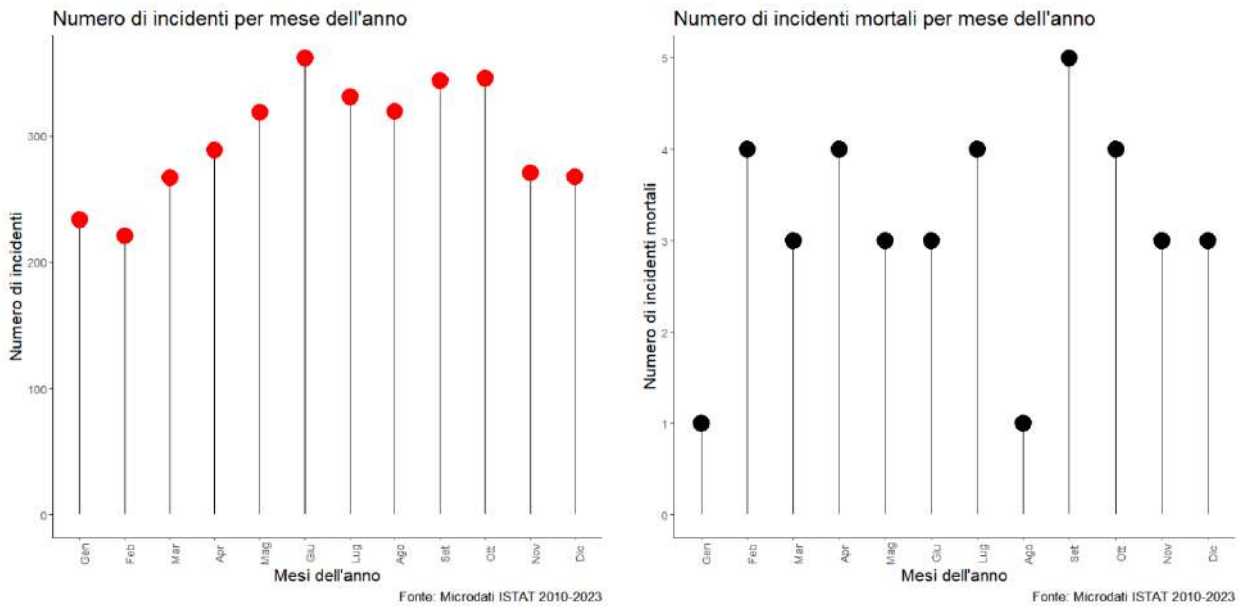 Numero di incidenti per mese dell'anno
Numero di incidenti
300
200
100
0
Gen
Feb
Mar
Apr
Mag
Giu
Lug
Ago
Set
Ott
Nov
Dic
Mesi dell'anno
Fonte: Microdati ISTAT 2010-2023
Numero di incidenti mortali per mese dell'anno
Numero di incidenti mortali
5
4
3
2
1
0
Gen
Feb
Mar
Apr
Mag
Giu
Lug
Ago
Set
Ott
Nov
Dic
Mesi dell'anno
Fonte: Microdati ISTAT 2010-2023